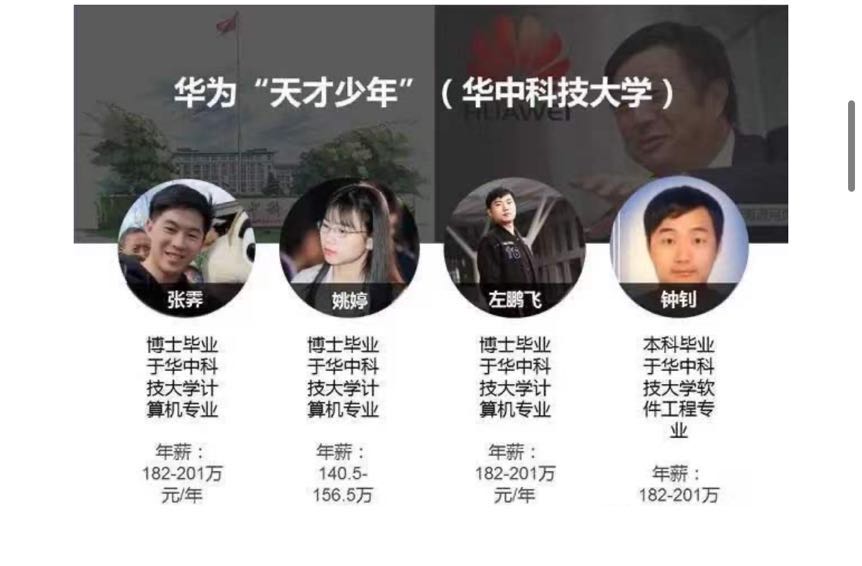 华为“天才少年”（华中科技大学）
HUAWEI
张霁
姚婷
左鹏飞
钟钊
博士毕业
于华中科
技大学计
算机专业
年薪：
182-201万
元/年
博士毕业
于华中科
技大学计
算机专业
年薪：
140.5-
156.5万
博士毕业
于华中科
技大学计
算机专业
年薪：
182-201万
元/年
本科毕业
于华中科
技大学软
件工程专
业
年薪：
182-201万